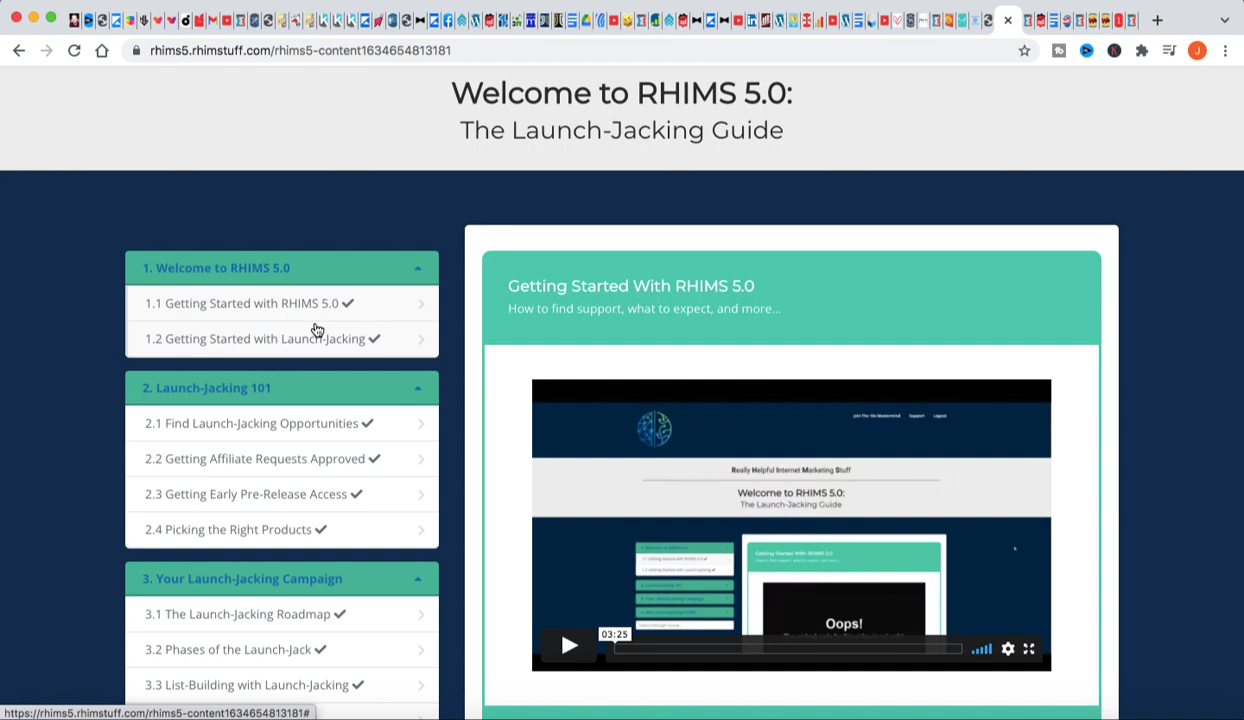 rhims5.rhimstuff.com/rhims5-content1634654813181
J
Welcome to RHIMS 5.0:
The Launch-Jacking Guide
1. Welcome to RHIMS 5.0
1.1 Getting Started with RHIMS 5.0
1.2 Getting Started with Launch-Jacking
2. Launch-Jacking 101
2.1 Find Launch-Jacking Opportunities
2.2 Getting Affiliate Requests Approved
2.3 Getting Early Pre-Release Access
2.4 Picking the Right Products
3. Your Launch-Jacking Campaign
3.1 The Launch-Jacking Roadmap
3.2 Phases of the Launch-Jack
3.3 List-Building with Launch-Jacking
Getting Started With RHIMS 5.0
How to find support, what to expect, and more...
Support Logout
Really Helpful Internet Marketing Stuff
Welcome to RHIMS 5.0:
The Launch-Jacking Guide
Getting Started With RHIMS 5.0
Oops!
03:25
https://rhims5.rhimstuff.com/rhims5-content1634654813181#